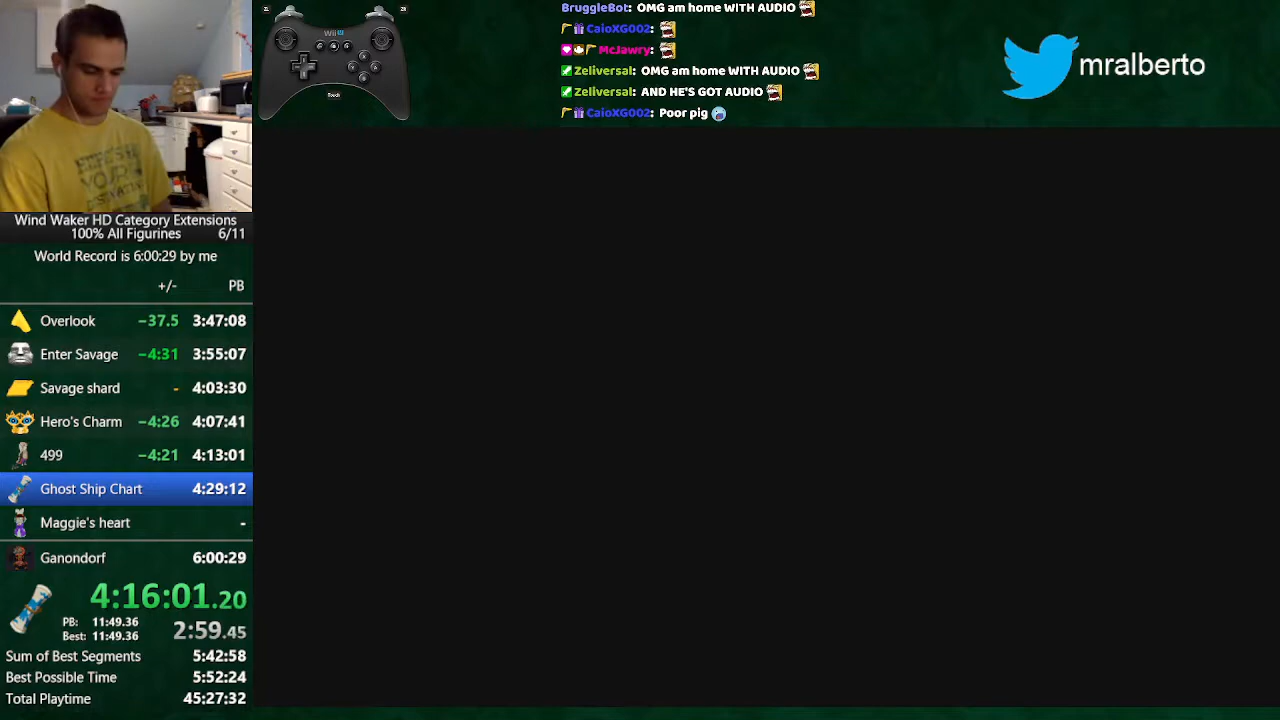 BruggleBot: OMG am home WITH AUDIO
CaioXG002:
McJawry:
Zeliversal: OMG am home WITH AUDIO
Zeliversal: AND HE'S GOT AUDIO
CaioXG002: Poor pig
mralberto
Wii U
Wind Waker HD Category Extensions
100% All Figurines 6/11
World Record is 6:00:29 by me
+/- PB
Overlook -37.5 3:47:08
Enter Savage -4:31 3:55:07
Savage shard - 4:03:30
Hero's Charm -4:26 4:07:41
499 -4:21 4:13:01
Ghost Ship Chart 4:29:12
Maggie's heart -
Ganondorf 6:00:29
4:16:01.20
PB: 11:49.36
Best: 11:49.36
2:59.45
Sum of Best Segments 5:42:58
Best Possible Time 5:52:24
Total Playtime 45:27:32